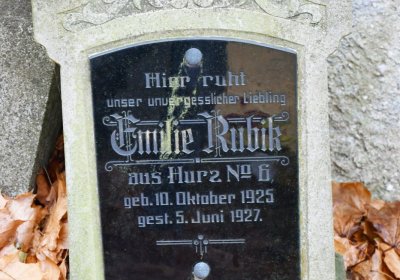 Hier ruht
unser unvergesslicher Liebling
Emilie Rubik
aus Hurz No 6
geb. 10. Oktober 1925
gest. 5. Juni 1927.